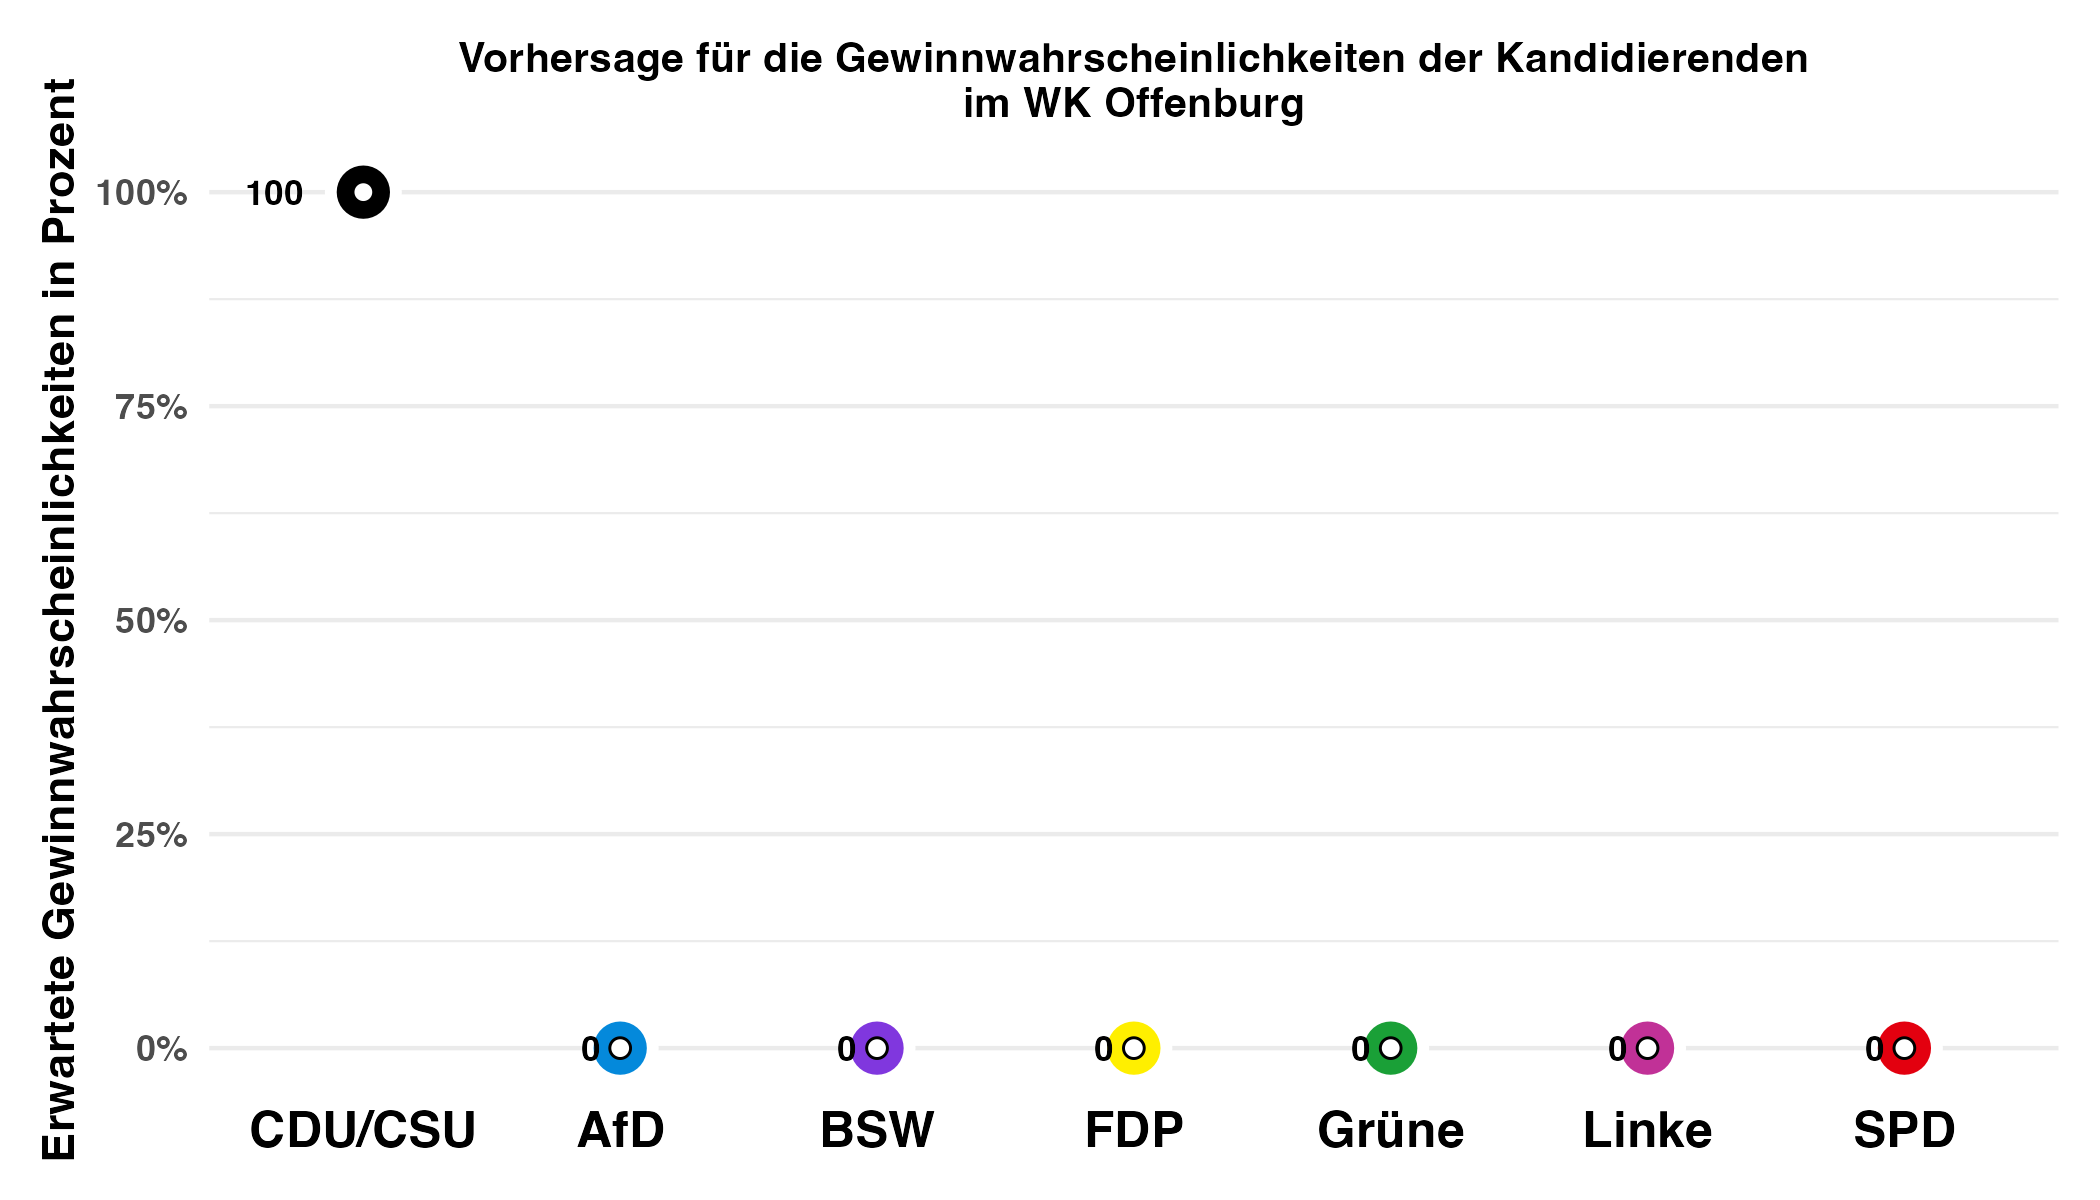 Vorhersage für die Gewinnwahrscheinlichkeiten der Kandidierenden
im WK Offenburg
Erwartete Gewinnwahrscheinlichkeiten in Prozent
100%
75%
50%
25%
0%
100
0
0
0
0
0
0
CDU/CSU
AfD
BSW
FDP
Grüne
Linke
SPD